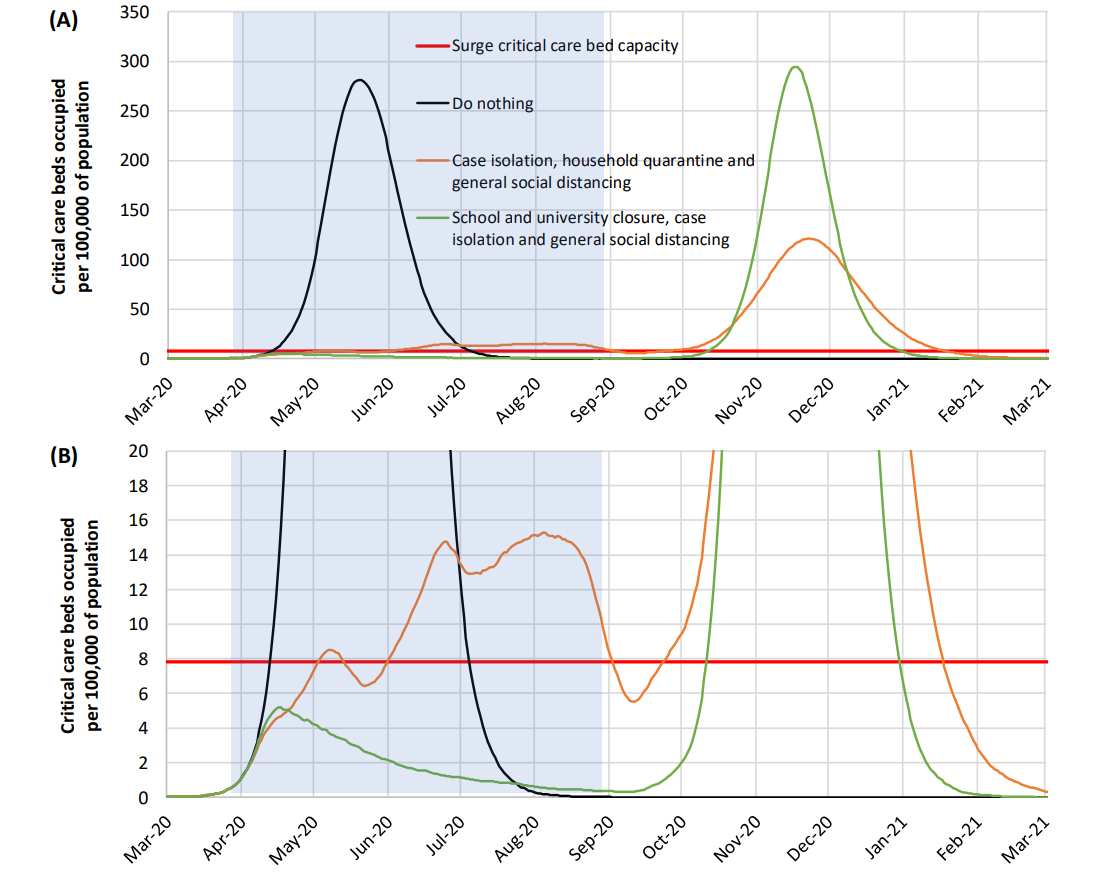 (A)
Critical care beds occupied
per 100,000 of population
350
300
250
200
150
100
50
0
Surge critical care bed capacity
Do nothing
Case isolation, household quarantine and
general social distancing
School and university closure, case
isolation and general social distancing
Mar-20
Apr-20
May-20
Jun-20
Jul-20
Aug-20
Sep-20
Oct-20
Nov-20
Dec-20
Jan-21
Feb-21
Mar-21
(B)
Critical care beds occupied
per 100,000 of population
20
18
16
14
12
10
8
6
4
2
0
Mar-20
Apr-20
May-20
Jun-20
Jul-20
Aug-20
Sep-20
Oct-20
Nov-20
Dec-20
Jan-21
Feb-21
Mar-21